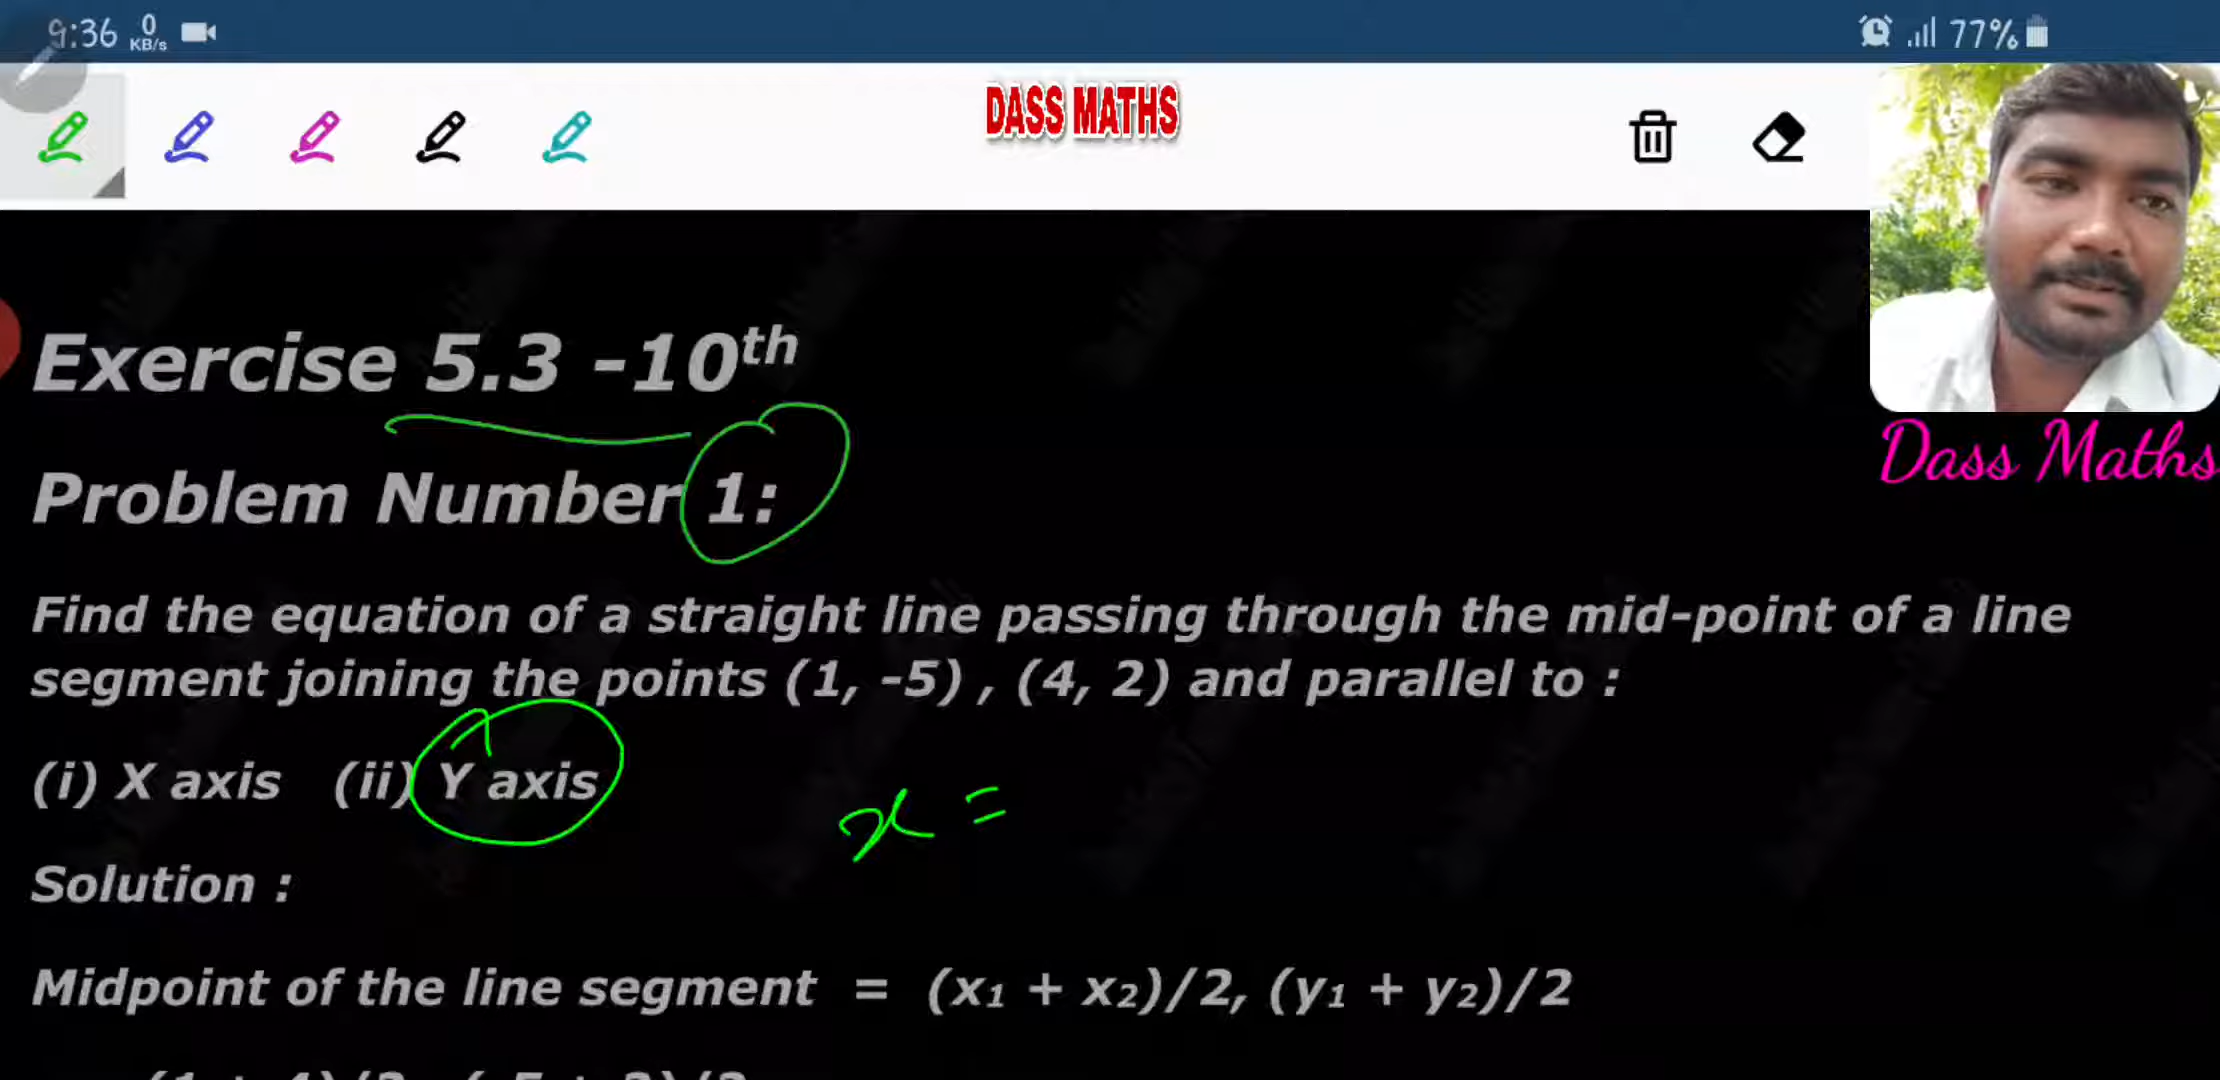 9:36 0 KB/s 77%
DASS MATHS
Dass Maths
Exercise 5.3 -10th
Problem Number 1:
Find the equation of a straight line passing through the mid-point of a line
segment joining the points (1, -5) , (4, 2) and parallel to :
(i) X axis (ii) Y axis
x =
Solution :
Midpoint of the line segment = (x₁ + x₂)/2, (y₁ + y₂)/2